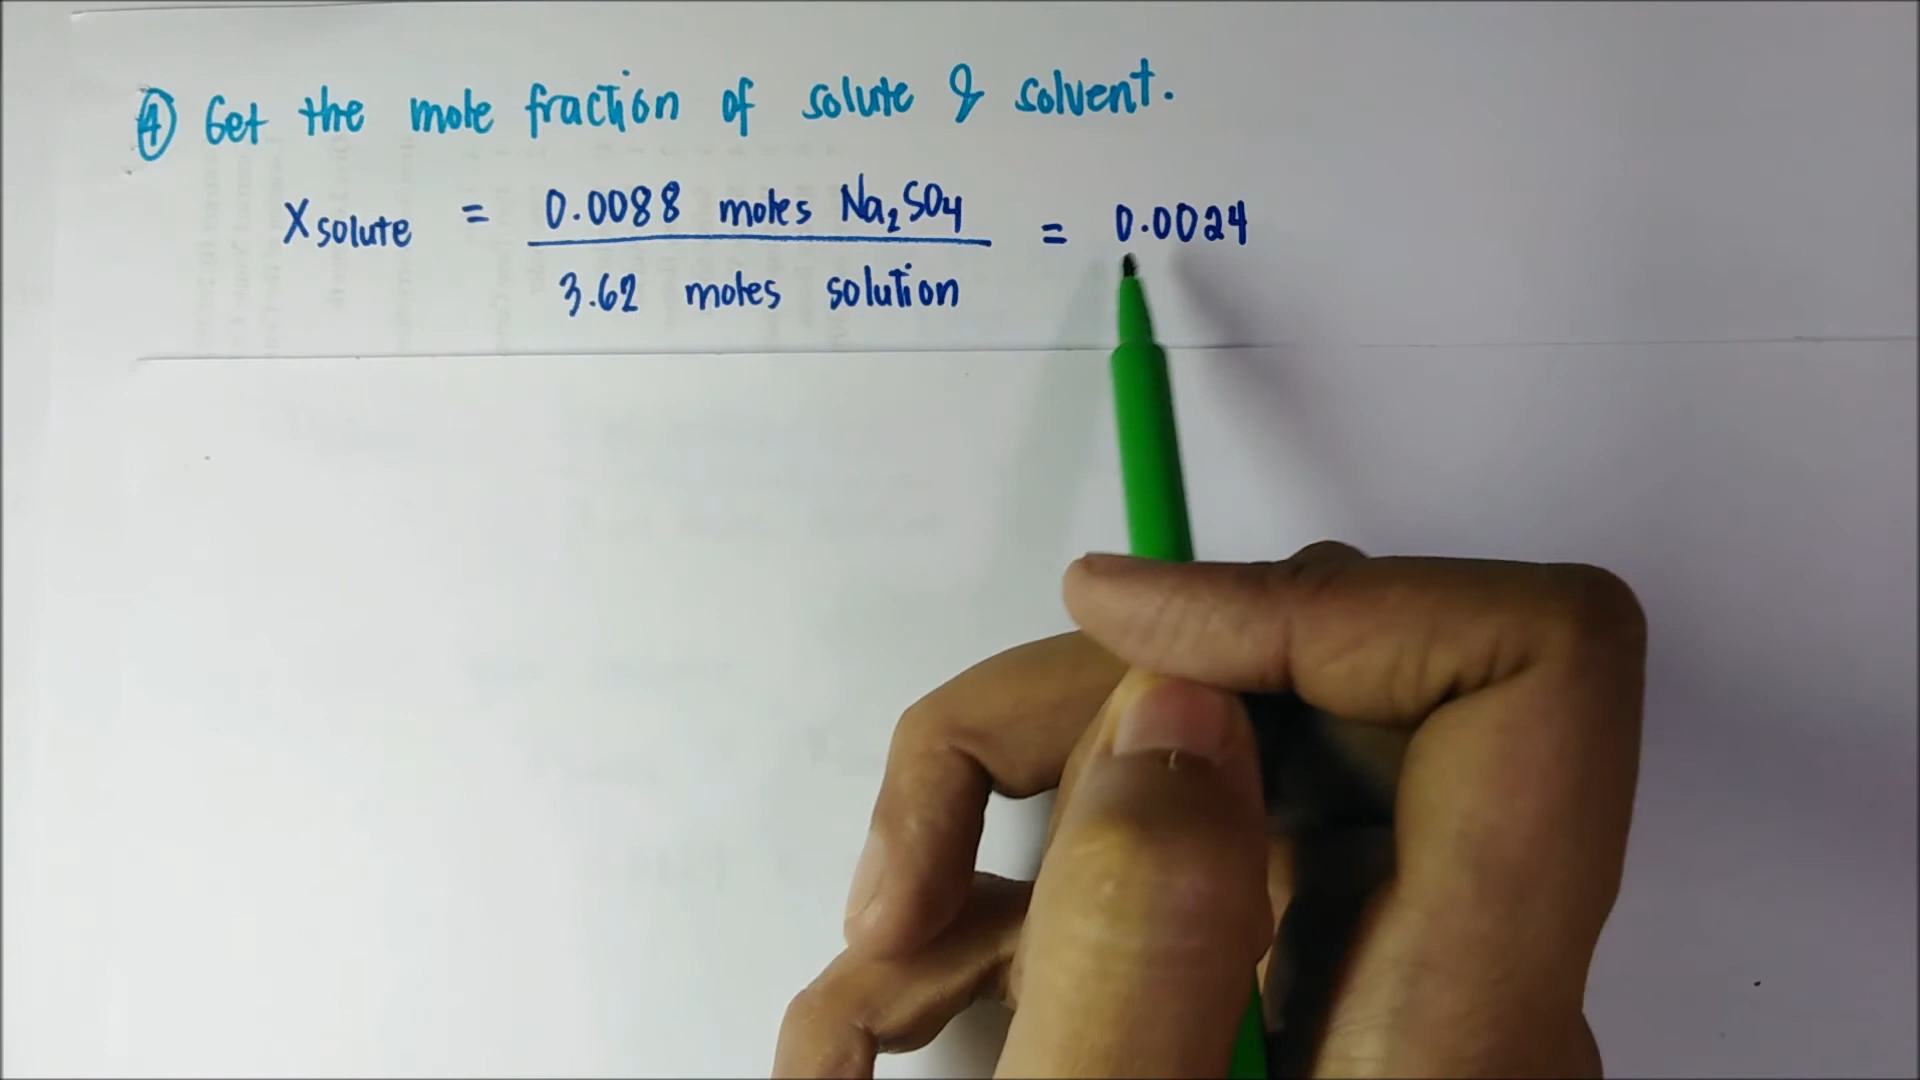 ④ Get the mole fraction of solute & solvent.
X solute = 0.0088 moles Na₂SO₄ = 0.0024
3.62 moles solution